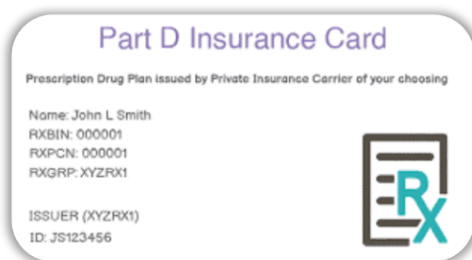 Part D Insurance Card
Prescription Drug Plan issued by Private Insurance Carrier of your choosing
Name: John L Smith
RXBIN: 000001
RXPCN: 000001
RXGRP: XYZRX1
ISSUER (XYZRX1)
ID: JS123456
RX